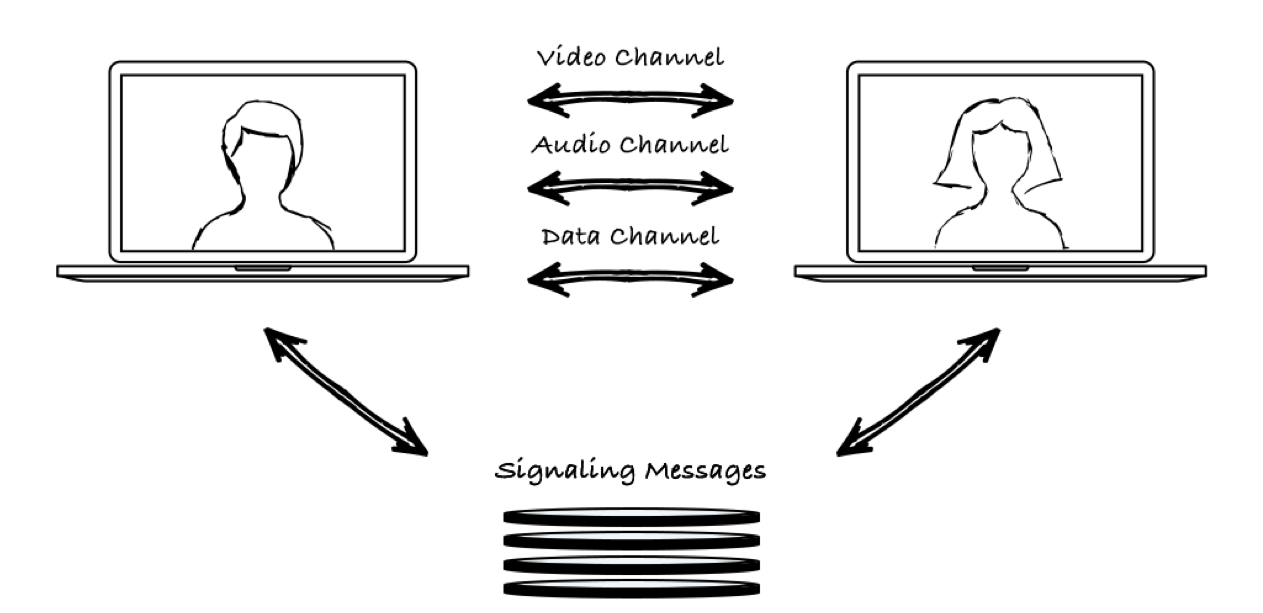 Video Channel
Audio Channel
Data Channel
Signaling Messages